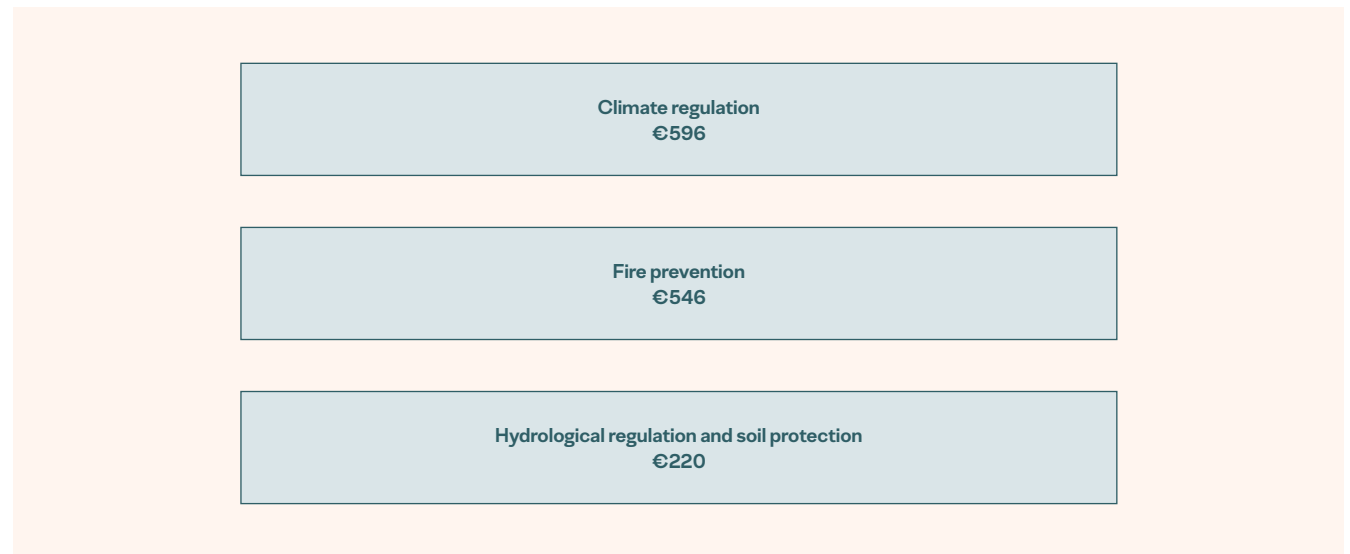 Climate regulation
€596
Fire prevention
€546
Hydrological regulation and soil protection
€220